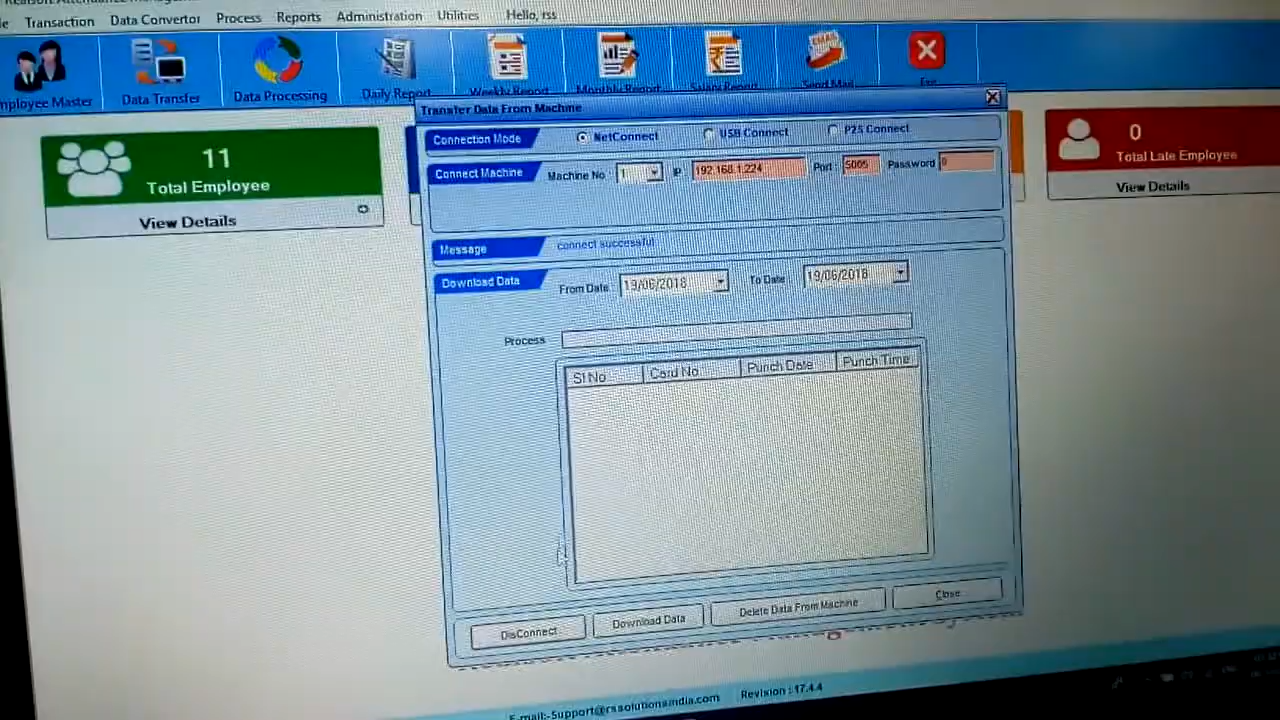 Transaction Data Convertor Process Reports Administration Utilities Hello, rss
Employee Master Data Transfer Data Processing Daily Report Weekly Report Monthly Report Salary Report Send Mail Exit
Transfer Data From Machine
Connection Mode NetConnect USB Connect P2S Connect
Connect Machine Machine No 1 IP 192.168.1.224 Port 5005 Password 0
Message connect successful
Download Data From Date 19/06/2018 To Date 19/06/2018
Process
Sl No Card No Punch Date Punch Time
DisConnect Download Data Delete Data From Machine Close
11
Total Employee
View Details
0
Total Late Employee
View Details
E-mail:-Support@rssolutionsindia.com Revision : 17.4.4